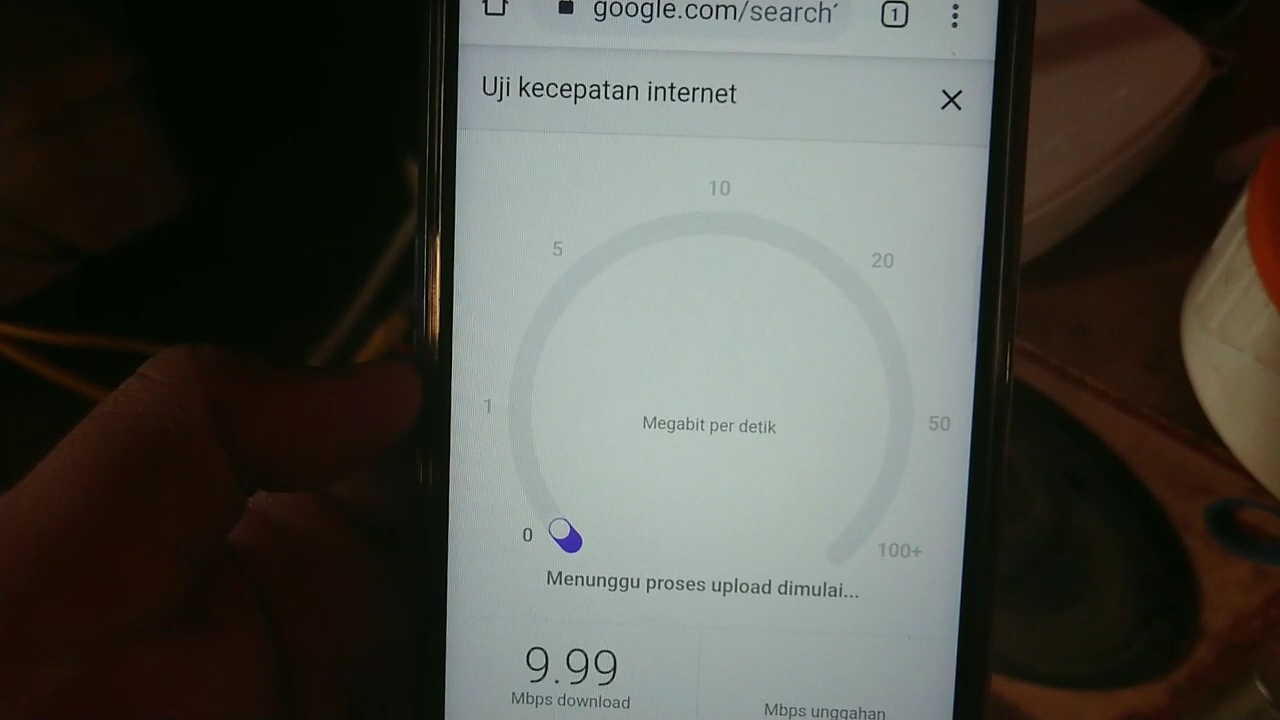 google.com/search
1
Uji kecepatan internet
10
5
20
1
50
Megabit per detik
0
100+
Menunggu proses upload dimulai...
9.99
Mbps download
Mbps unggahan